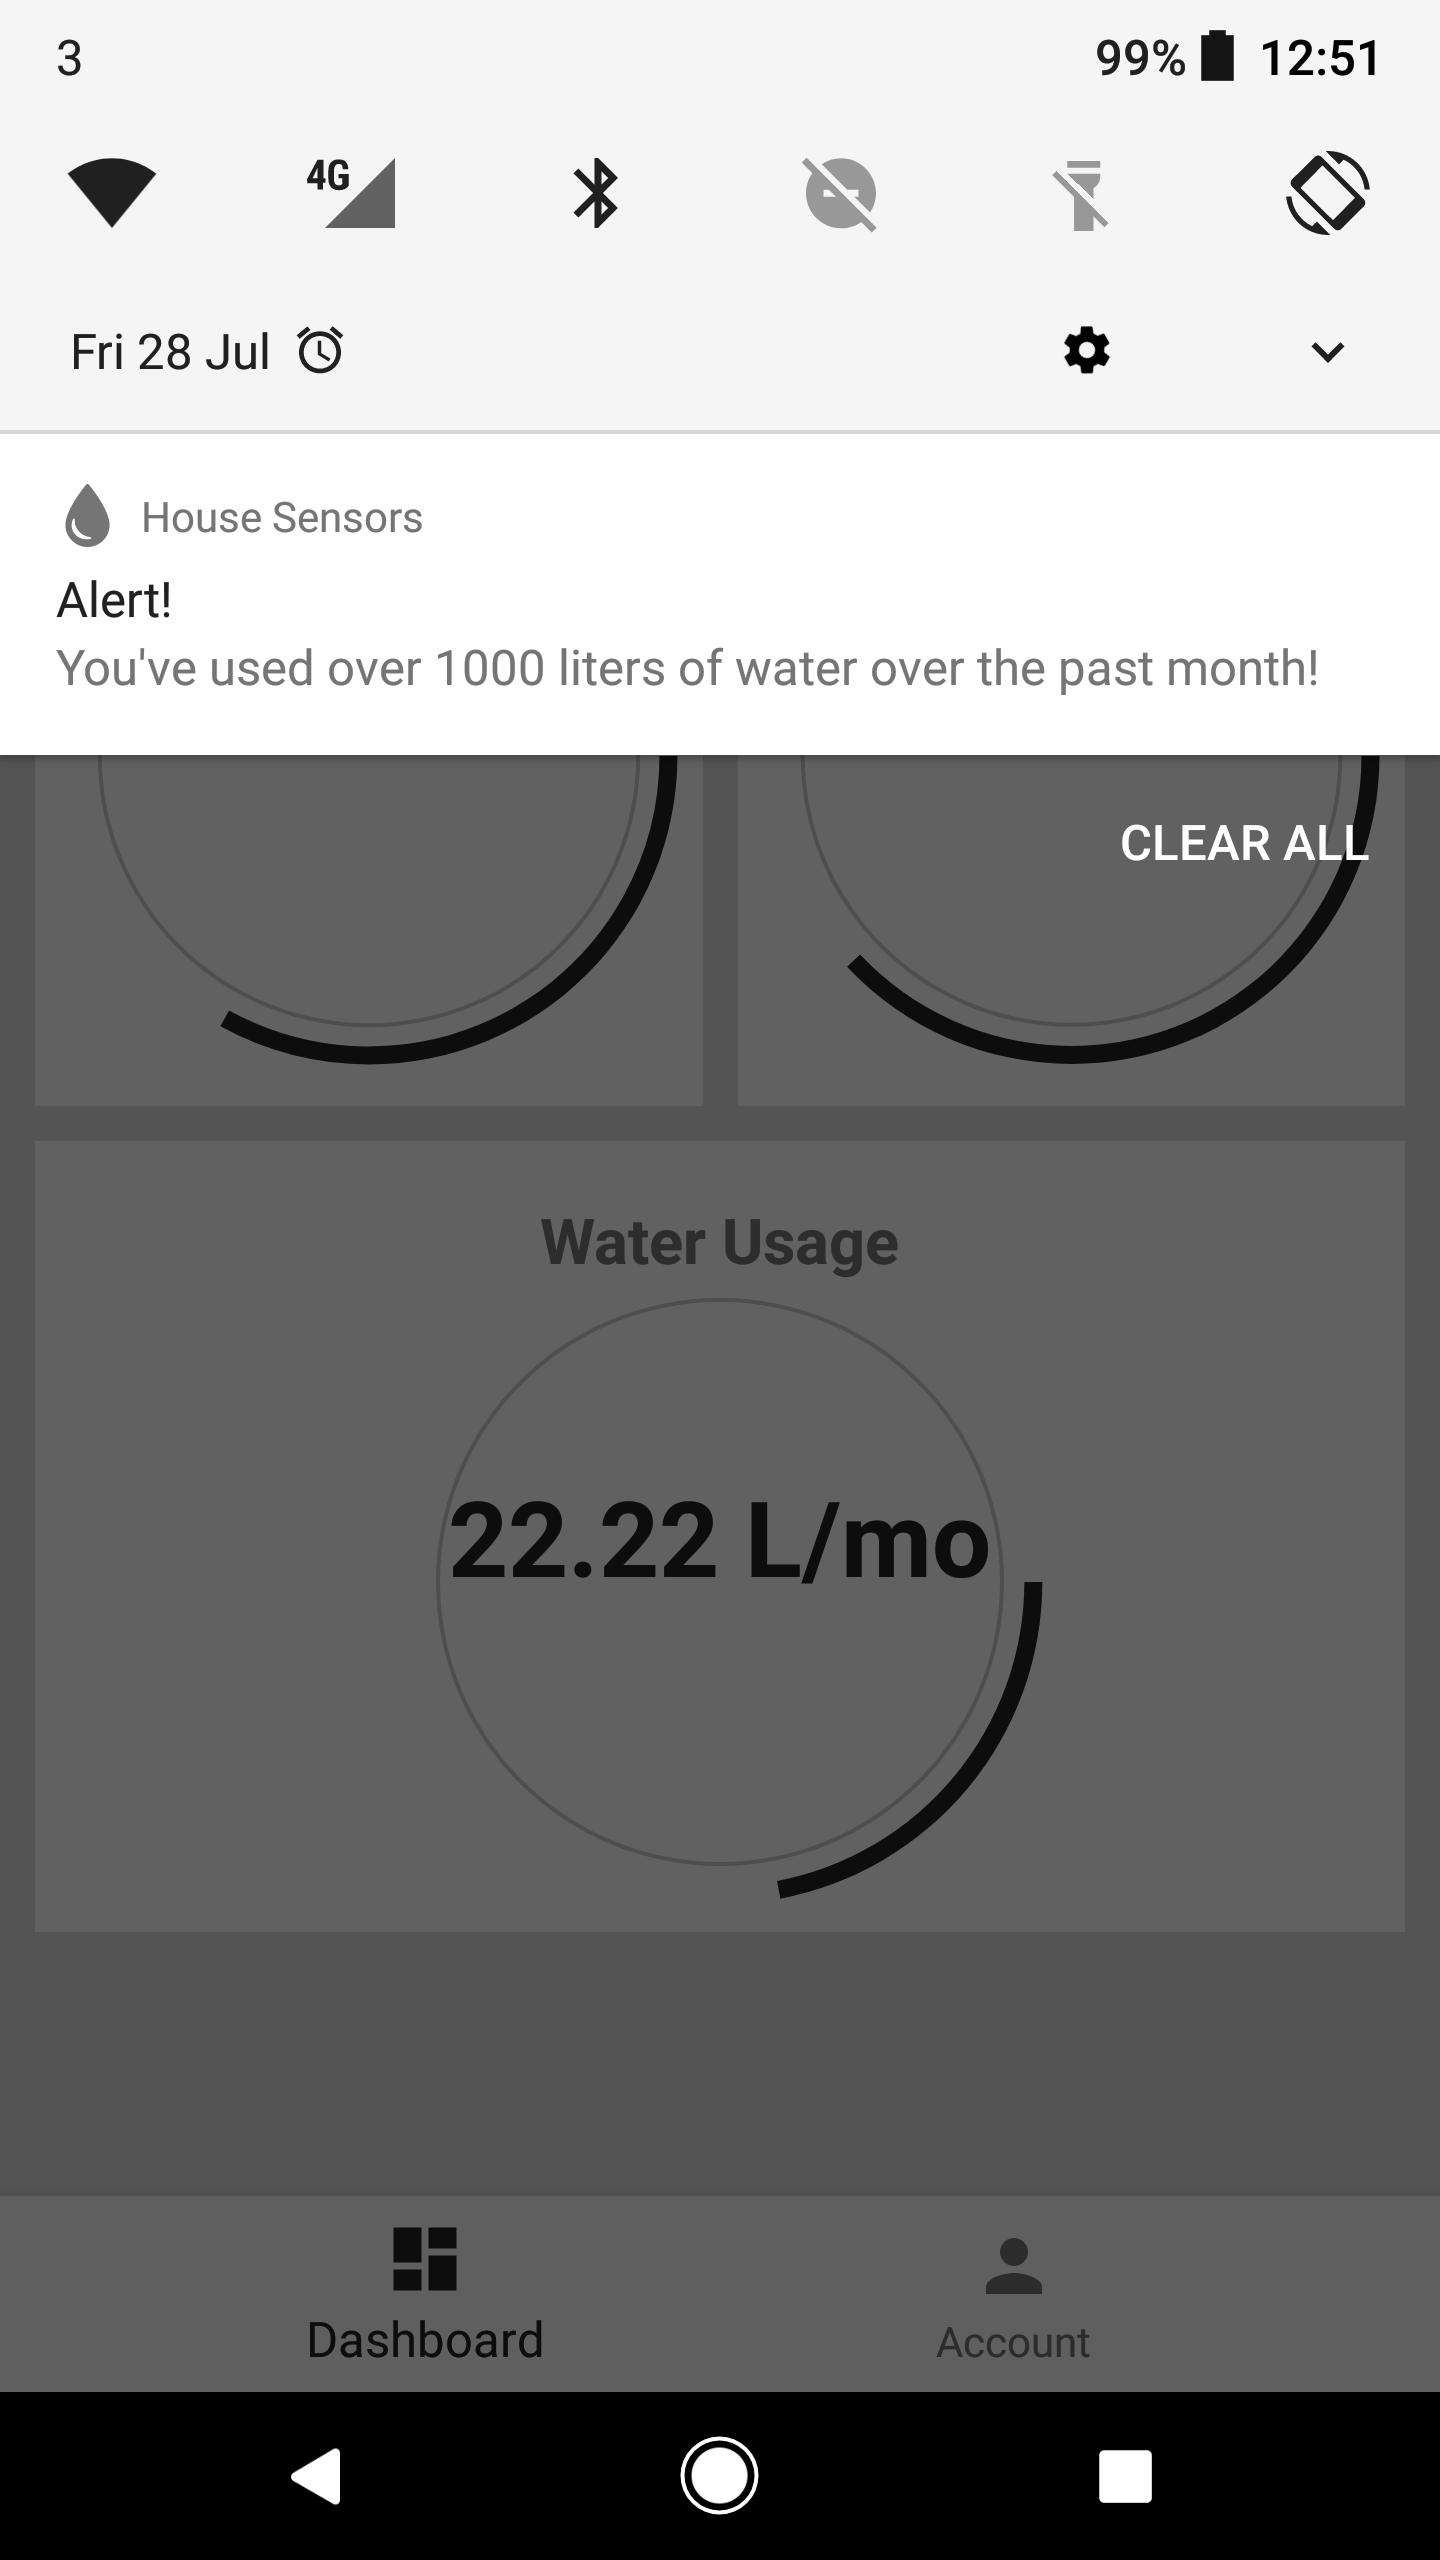 3
99% 12:51
4G
Fri 28 Jul
House Sensors
Alert!
You've used over 1000 liters of water over the past month!
CLEAR ALL
Water Usage
22.22 L/mo
Dashboard
Account